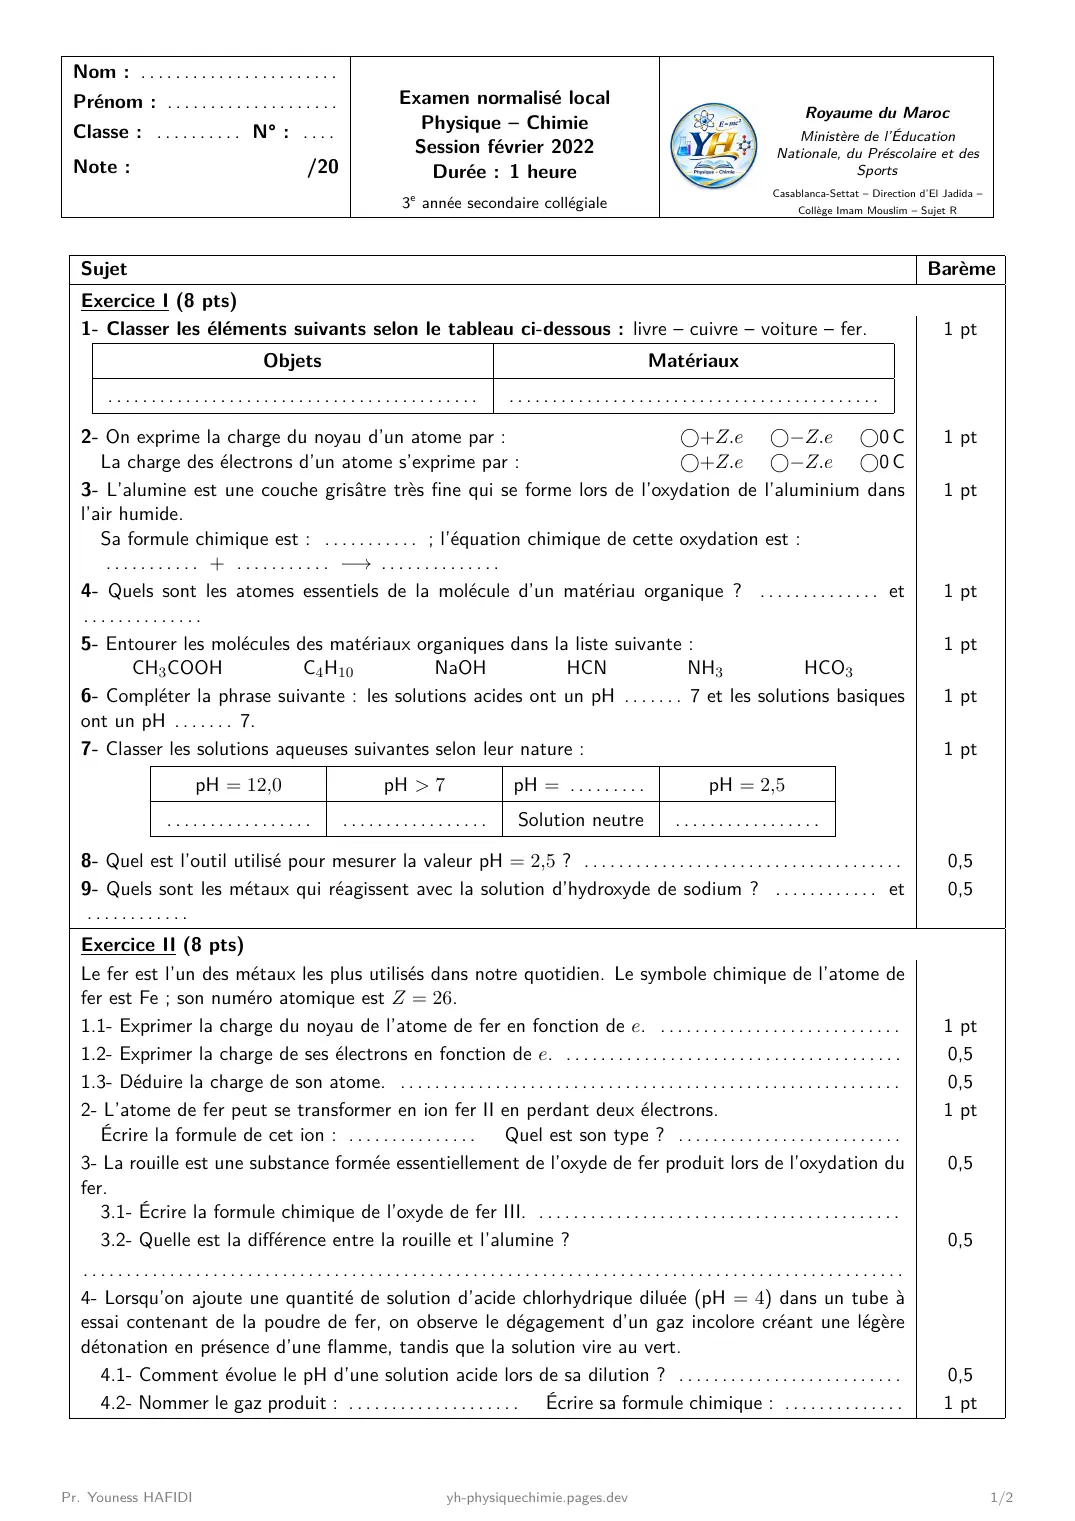 Nom : .......................
Prénom : ....................
Classe : .......... N° : ....
Note : /20
Examen normalisé local
Physique – Chimie
Session février 2022
Durée : 1 heure
3e année secondaire collégiale
E=mc²
YH
Physique - Chimie
Royaume du Maroc
Ministère de l'Éducation
Nationale, du Préscolaire et des
Sports
Casablanca-Settat – Direction d'El Jadida –
Collège Imam Mouslim – Sujet R
Sujet Barème
Exercice I (8 pts)
1- Classer les éléments suivants selon le tableau ci-dessous : livre – cuivre – voiture – fer. 1 pt
Objets Matériaux
........................................... ...........................................
2- On exprime la charge du noyau d'un atome par : ○+Z.e ○−Z.e ○0 C 1 pt
La charge des électrons d'un atome s'exprime par : ○+Z.e ○−Z.e ○0 C
3- L'alumine est une couche grisâtre très fine qui se forme lors de l'oxydation de l'aluminium dans 1 pt
l'air humide.
Sa formule chimique est : ........... ; l'équation chimique de cette oxydation est :
........... + ........... ⟶ ..............
4- Quels sont les atomes essentiels de la molécule d'un matériau organique ? .............. et 1 pt
..............
5- Entourer les molécules des matériaux organiques dans la liste suivante : 1 pt
CH₃COOH C₄H₁₀ NaOH HCN NH₃ HCO₃
6- Compléter la phrase suivante : les solutions acides ont un pH ....... 7 et les solutions basiques 1 pt
ont un pH ....... 7.
7- Classer les solutions aqueuses suivantes selon leur nature : 1 pt
pH = 12,0 pH > 7 pH = ......... pH = 2,5
................. ................. Solution neutre .................
8- Quel est l'outil utilisé pour mesurer la valeur pH = 2,5 ? ..................................... 0,5
9- Quels sont les métaux qui réagissent avec la solution d'hydroxyde de sodium ? ............ et 0,5
............
Exercice II (8 pts)
Le fer est l'un des métaux les plus utilisés dans notre quotidien. Le symbole chimique de l'atome de
fer est Fe ; son numéro atomique est Z = 26.
1.1- Exprimer la charge du noyau de l'atome de fer en fonction de e. ............................ 1 pt
1.2- Exprimer la charge de ses électrons en fonction de e. ....................................... 0,5
1.3- Déduire la charge de son atome. .......................................................... 0,5
2- L'atome de fer peut se transformer en ion fer II en perdant deux électrons. 1 pt
Écrire la formule de cet ion : ............... Quel est son type ? ..........................
3- La rouille est une substance formée essentiellement de l'oxyde de fer produit lors de l'oxydation du 0,5
fer.
3.1- Écrire la formule chimique de l'oxyde de fer III. ..........................................
3.2- Quelle est la différence entre la rouille et l'alumine ? 0,5
...............................................................................................
4- Lorsqu'on ajoute une quantité de solution d'acide chlorhydrique diluée (pH = 4) dans un tube à
essai contenant de la poudre de fer, on observe le dégagement d'un gaz incolore créant une légère
détonation en présence d'une flamme, tandis que la solution vire au vert.
4.1- Comment évolue le pH d'une solution acide lors de sa dilution ? .......................... 0,5
4.2- Nommer le gaz produit : .................... Écrire sa formule chimique : .............. 1 pt
Pr. Youness HAFIDI yh-physiquechimie.pages.dev 1/2